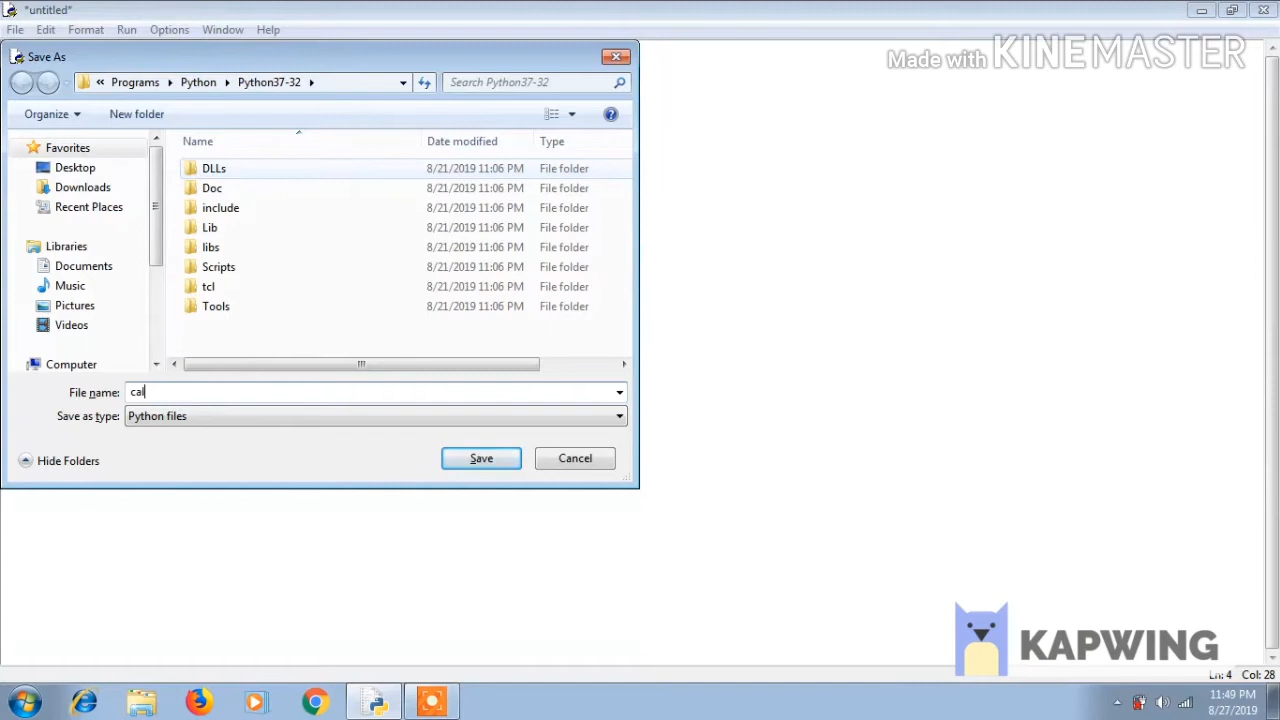 *untitled*
File Edit Format Run Options Window Help
Save As
Made with KINEMASTER
« Programs Python Python37-32
Search Python37-32
Organize New folder
Name Date modified Type
Favorites
Desktop
Downloads
Recent Places
Libraries
Documents
Music
Pictures
Videos
Computer
DLLs 8/21/2019 11:06 PM File folder
Doc 8/21/2019 11:06 PM File folder
include 8/21/2019 11:06 PM File folder
Lib 8/21/2019 11:06 PM File folder
libs 8/21/2019 11:06 PM File folder
Scripts 8/21/2019 11:06 PM File folder
tcl 8/21/2019 11:06 PM File folder
Tools 8/21/2019 11:06 PM File folder
File name: cal
Save as type: Python files
Hide Folders Save Cancel
KAPWING
Ln: 4 Col: 28
11:49 PM
8/27/2019